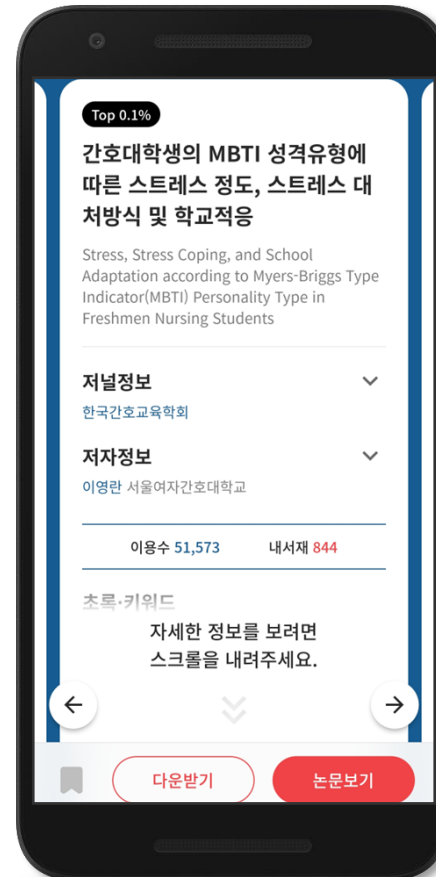 Top 0.1%
간호대학생의 MBTI 성격유형에
따른 스트레스 정도, 스트레스 대
처방식 및 학교적응
Stress, Stress Coping, and School
Adaptation according to Myers-Briggs Type
Indicator(MBTI) Personality Type in
Freshmen Nursing Students
저널정보
한국간호교육학회
저자정보
이영란 서울여자간호대학교
이용수 51,573 내서재 844
초록·키워드
자세한 정보를 보려면
스크롤을 내려주세요.
다운받기 논문보기